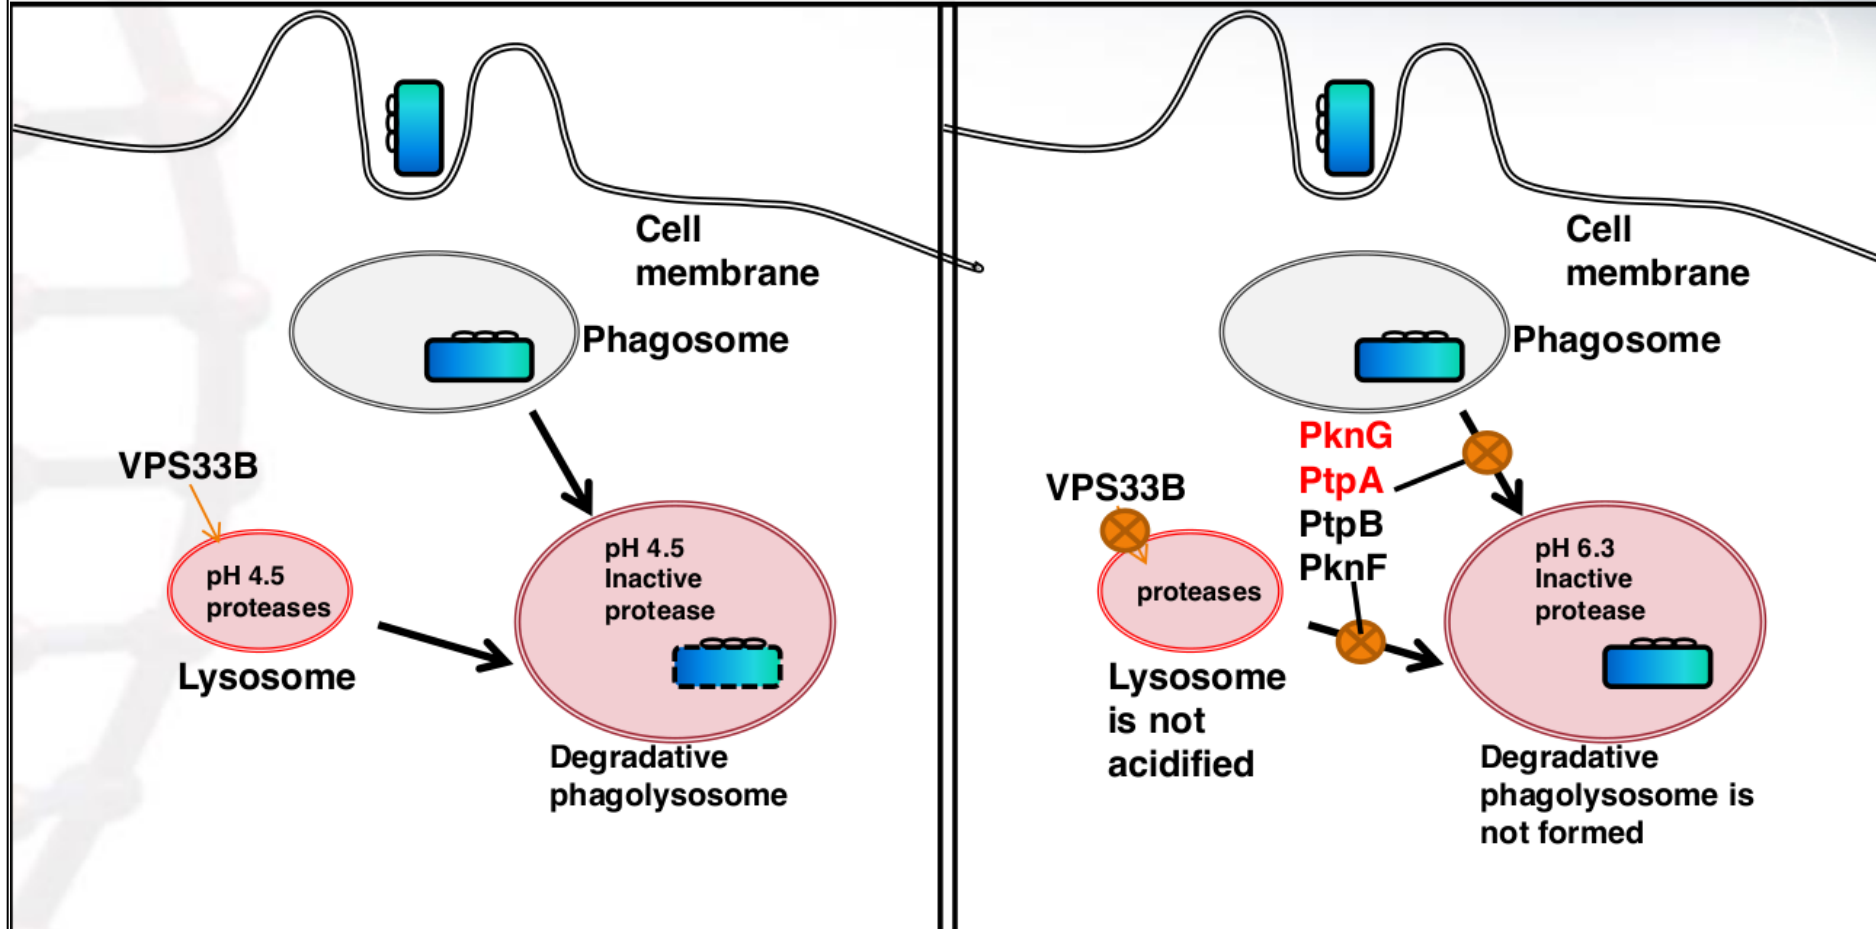 Cell
membrane
Phagosome
VPS33B
pH 4.5
proteases
Lysosome
pH 4.5
Inactive
protease
Degradative
phagolysosome
Cell
membrane
Phagosome
PknG
PtpA
PtpB
PknF
VPS33B
proteases
Lysosome
is not
acidified
pH 6.3
Inactive
protease
Degradative
phagolysosome is
not formed